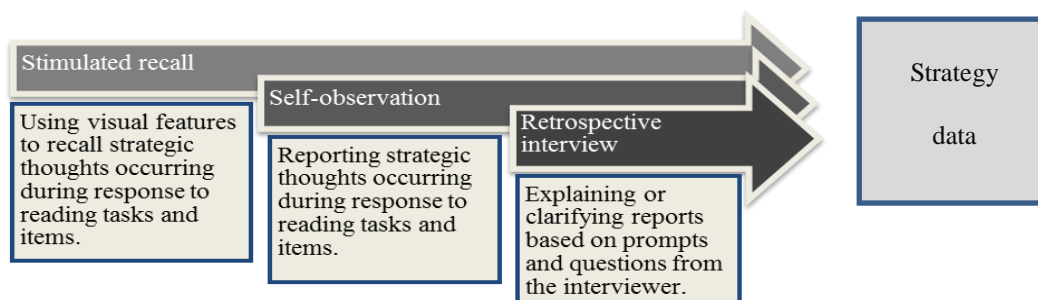 Stimulated recall
Using visual features
to recall strategic
thoughts occurring
during response to
reading tasks and
items.
Self-observation
Reporting strategic
thoughts occurring
during response to
reading tasks and
items.
Retrospective
interview
Explaining or
clarifying reports
based on prompts
and questions from
the interviewer.
Strategy
data